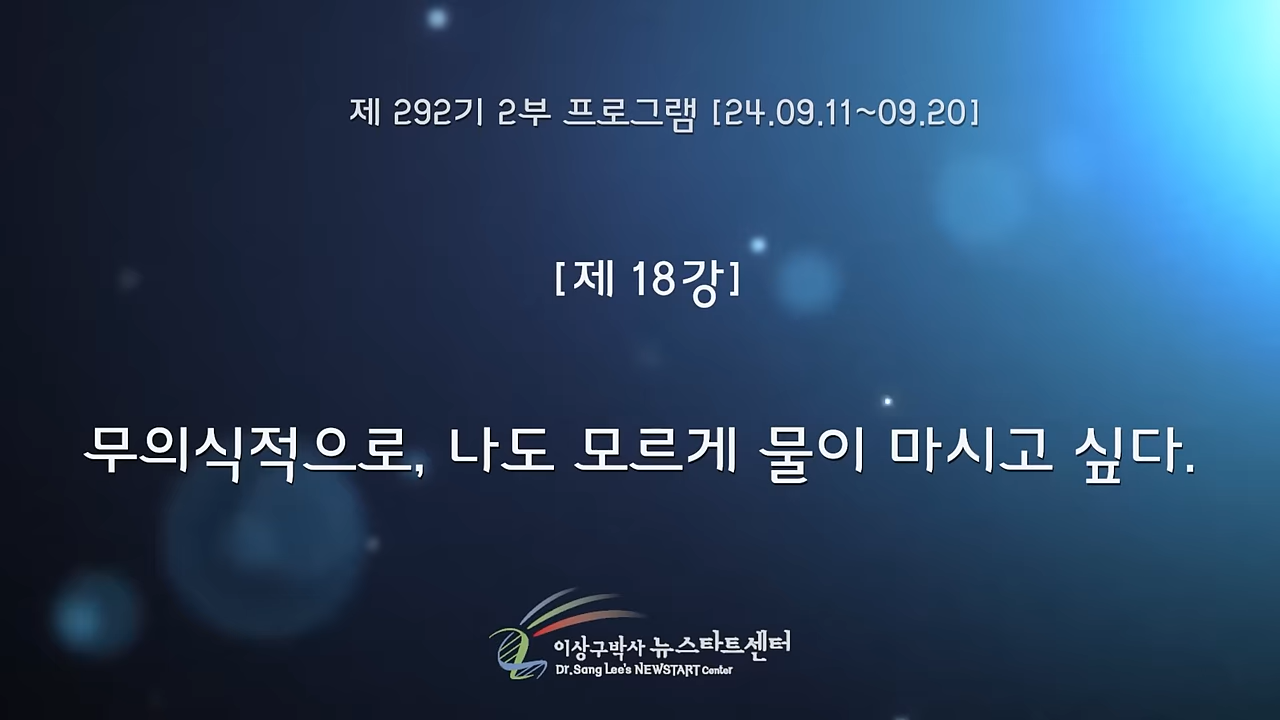 제 292기 2부 프로그램 [24.09.11~09.20]
[제 18강]
무의식적으로, 나도 모르게 물이 마시고 싶다.
이상구박사 뉴스타트센터
Dr.Sang Lee's NEWSTART Center